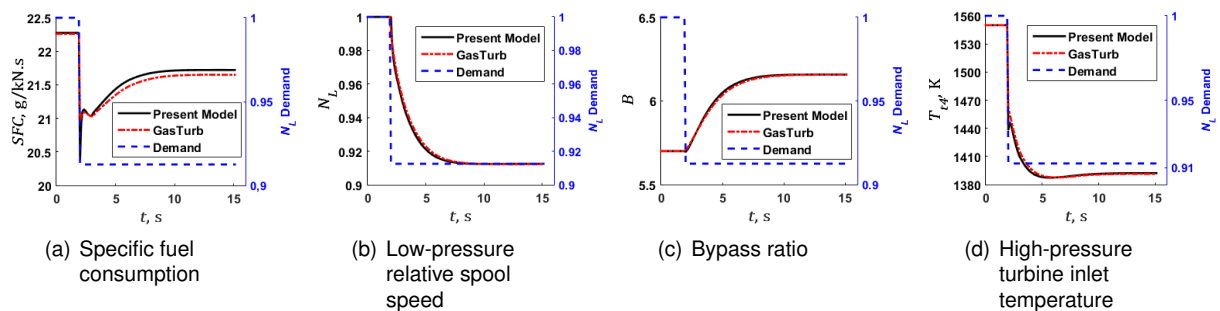 22.5
22
21.5
21
20.5
20
SFC, g/kN.s
1
0.95
0.9
N_L Demand
Present Model
GasTurb
Demand
0
5
10
15
t, s
(a) Specific fuel
consumption
1
0.98
0.96
0.94
0.92
0.9
N_L
1
0.98
0.96
0.94
0.92
0.9
N_L Demand
Present Model
GasTurb
Demand
0
5
10
15
t, s
(b) Low-pressure
relative spool
speed
6.5
6
5.5
B
1
0.95
0.9
N_L Demand
Present Model
GasTurb
Demand
0
5
10
15
t, s
(c) Bypass ratio
1560
1500
1470
1440
1410
1380
T_t4, K
1
0.95
0.91
N_L Demand
Present Model
GasTurb
Demand
0
5
10
15
t, s
(d) High-pressure
turbine inlet
temperature